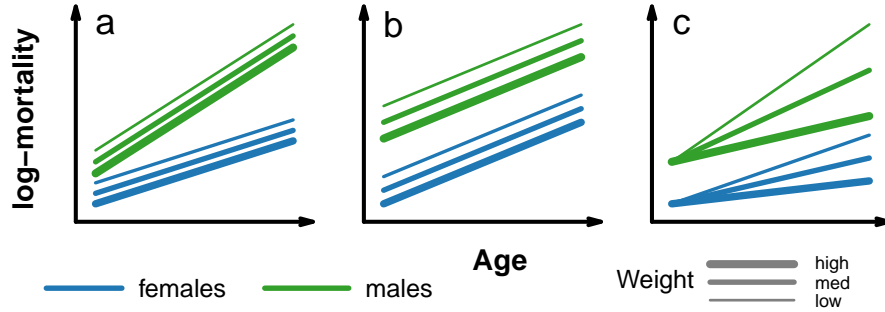 a
b
c
log-mortality
Age
females
males
Weight
high
med
low